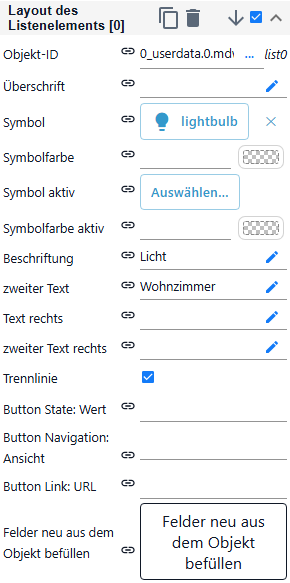 Layout des
Listenelements [0]
Objekt-ID 0_userdata.0.mdv ... list0
Überschrift
Symbol lightbulb
Symbolfarbe
Symbol aktiv Auswählen...
Symbolfarbe aktiv
Beschriftung Licht
zweiter Text Wohnzimmer
Text rechts
zweiter Text rechts
Trennlinie
Button State: Wert
Button Navigation:
Ansicht
Button Link: URL
Felder neu aus dem
Objekt befüllen
Felder neu aus
dem Objekt
befüllen